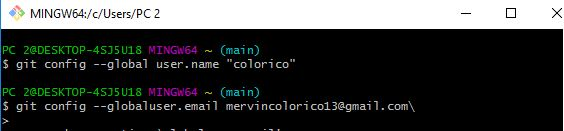 MINGW64:/c/Users/PC 2
PC 2@DESKTOP-4SJ5U18 MINGW64 ~ (main)
$ git config --global user.name "colorico"
PC 2@DESKTOP-4SJ5U18 MINGW64 ~ (main)
$ git config --globaluser.email mervincolorico13@gmail.com\
>